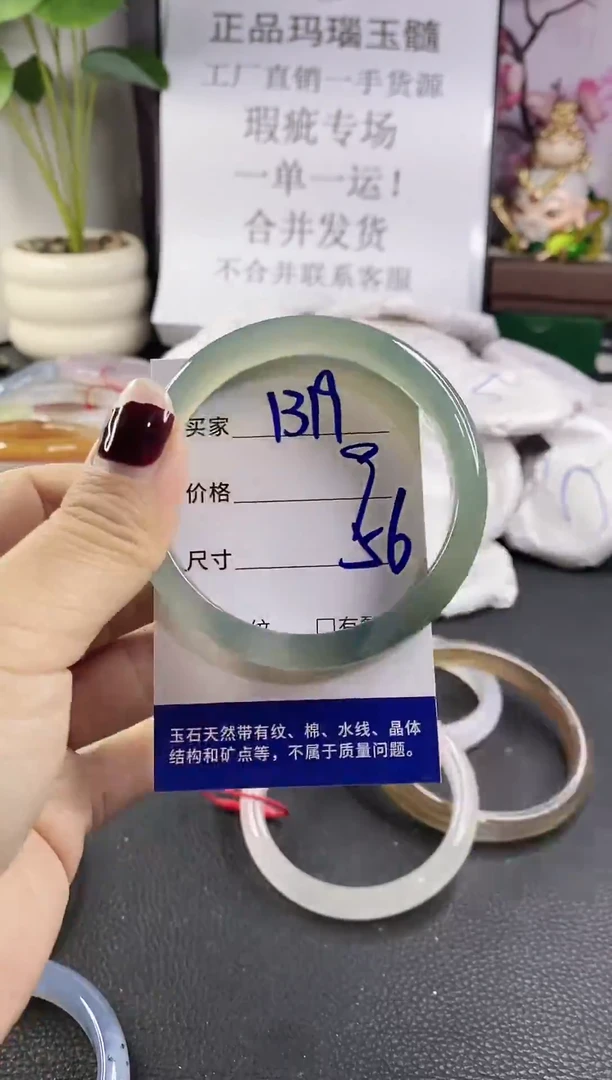 正品玛瑙玉髓
工厂直销一手货源
瑕疵专场
一单一运!
合并发货
不合并联系客服
买家 13A
价格
尺寸 56
纹 □有
玉石天然带有纹、棉、水线、晶体
结构和矿点等，不属于质量问题。